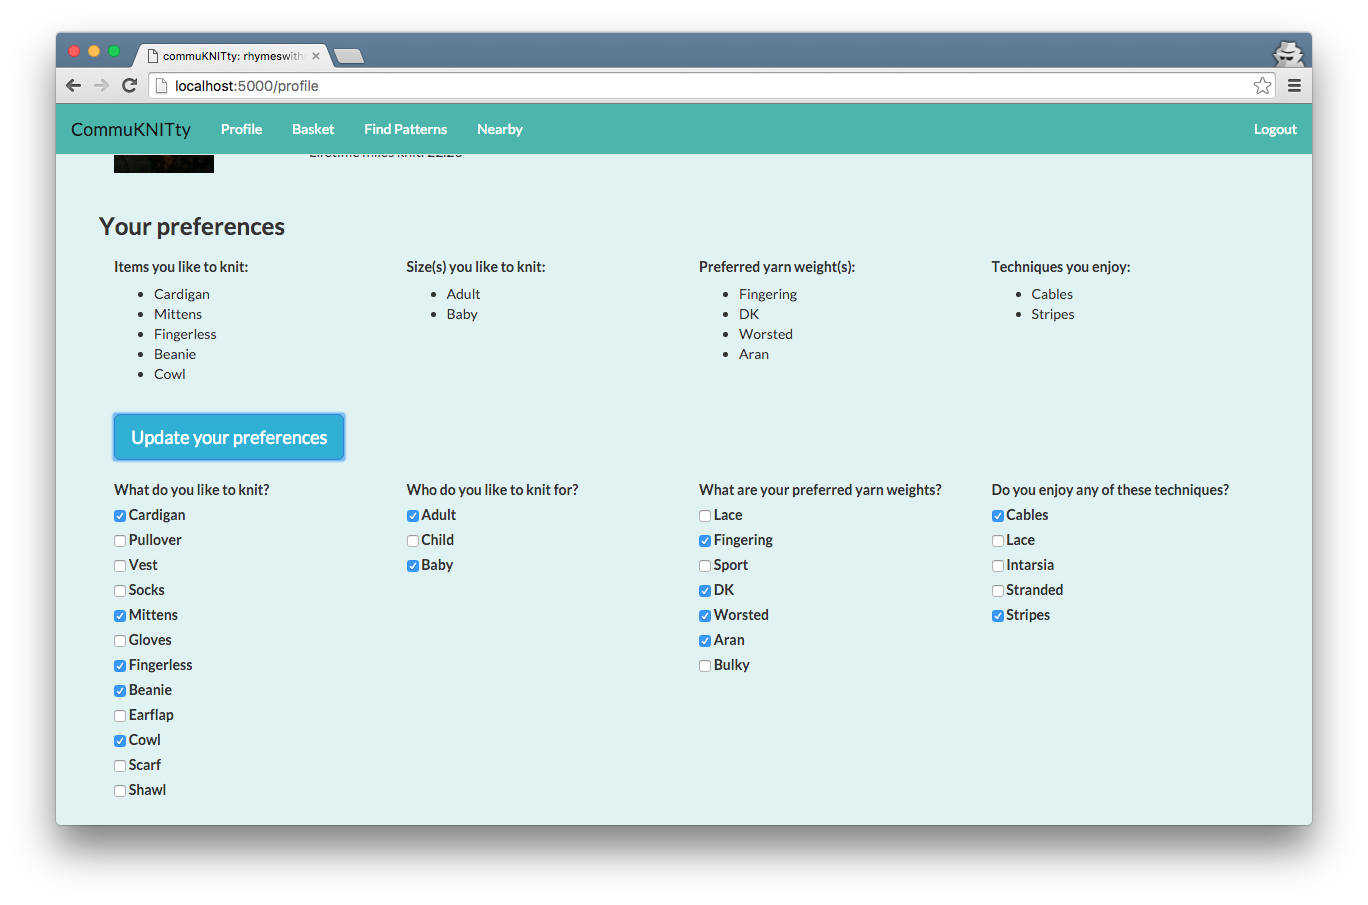 commuKNITty: rhymeswith
localhost:5000/profile
CommuKNITty Profile Basket Find Patterns Nearby Logout
Your preferences
Items you like to knit:
Cardigan
Mittens
Fingerless
Beanie
Cowl
Size(s) you like to knit:
Adult
Baby
Preferred yarn weight(s):
Fingering
DK
Worsted
Aran
Techniques you enjoy:
Cables
Stripes
Update your preferences
What do you like to knit?
Cardigan
Pullover
Vest
Socks
Mittens
Gloves
Fingerless
Beanie
Earflap
Cowl
Scarf
Shawl
Who do you like to knit for?
Adult
Child
Baby
What are your preferred yarn weights?
Lace
Fingering
Sport
DK
Worsted
Aran
Bulky
Do you enjoy any of these techniques?
Cables
Lace
Intarsia
Stranded
Stripes